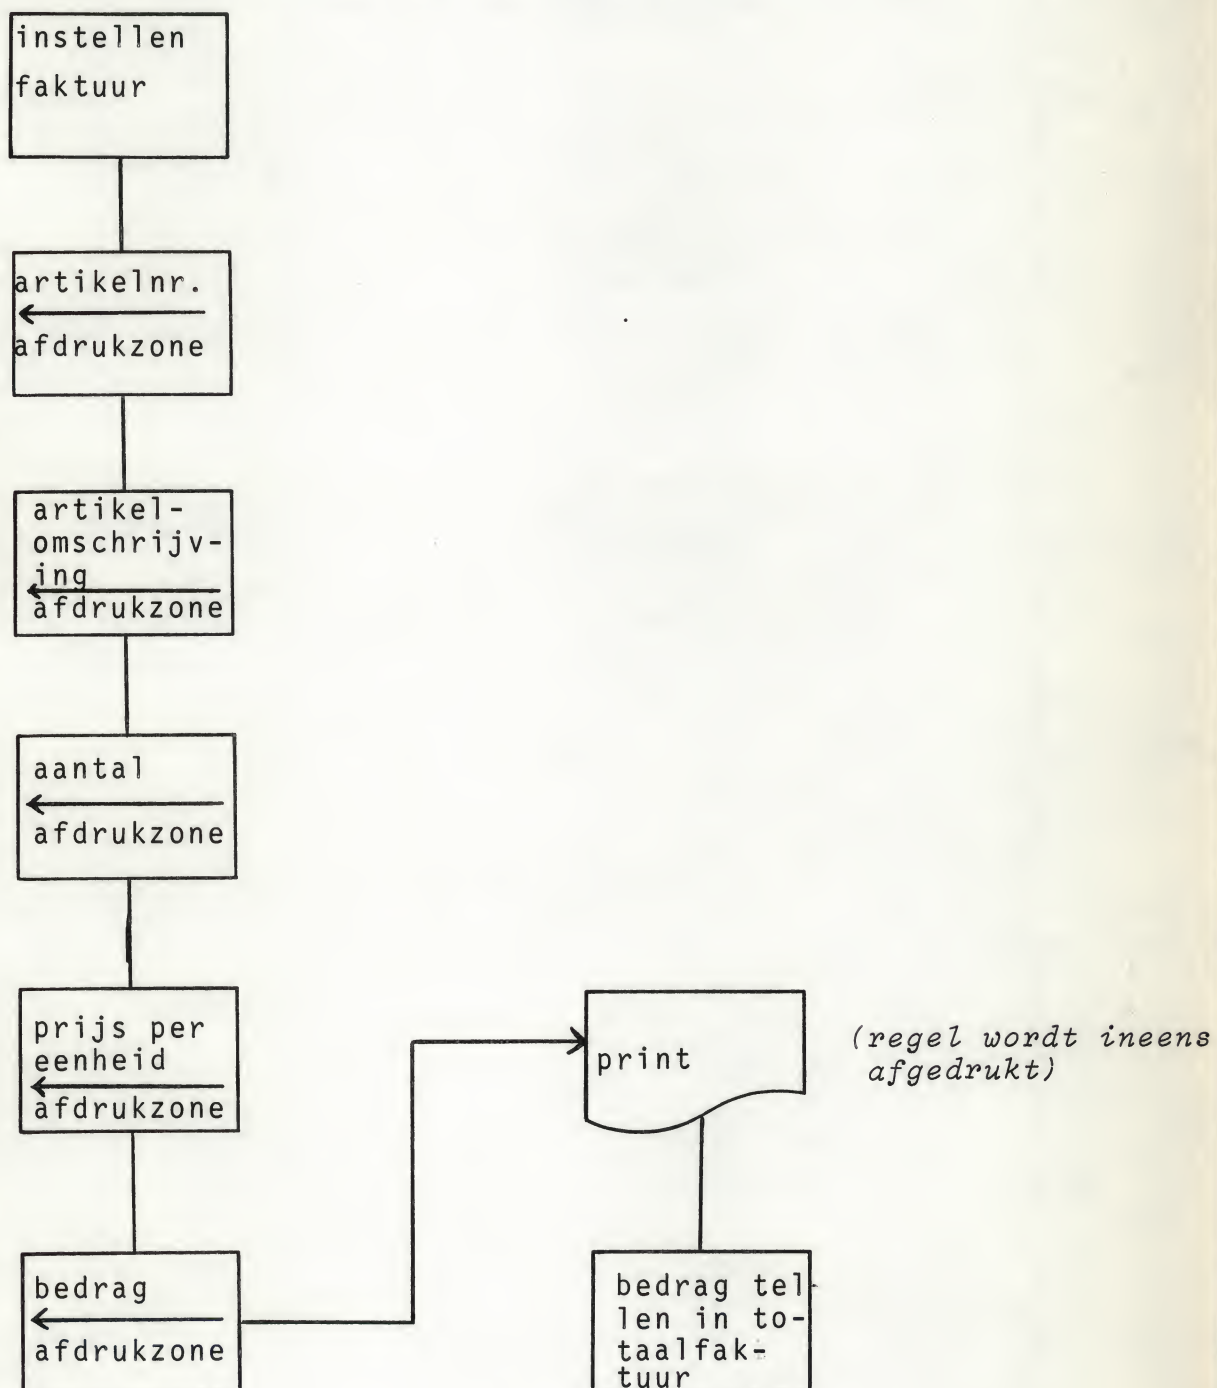 instellen
faktuur
artikelnr.
afdrukzone
artikel-
omschrijv-
ing
afdrukzone
aantal
afdrukzone
prijs per
eenheid
afdrukzone
bedrag
afdrukzone
print
(regel wordt ineens
afgedrukt)
bedrag tel-
len in to-
taalfak-
tuur